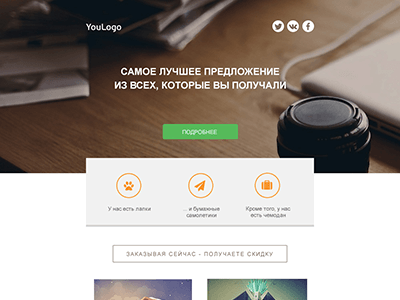 YouLogo
САМОЕ ЛУЧШЕЕ ПРЕДЛОЖЕНИЕ
ИЗ ВСЕХ, КОТОРЫЕ ВЫ ПОЛУЧАЛИ
ПОДРОБНЕЕ
У нас есть лапки
... и бумажные
самолетики
Кроме того, у нас
есть чемодан
ЗАКАЗЫВАЯ СЕЙЧАС - ПОЛУЧАЕТЕ СКИДКУ